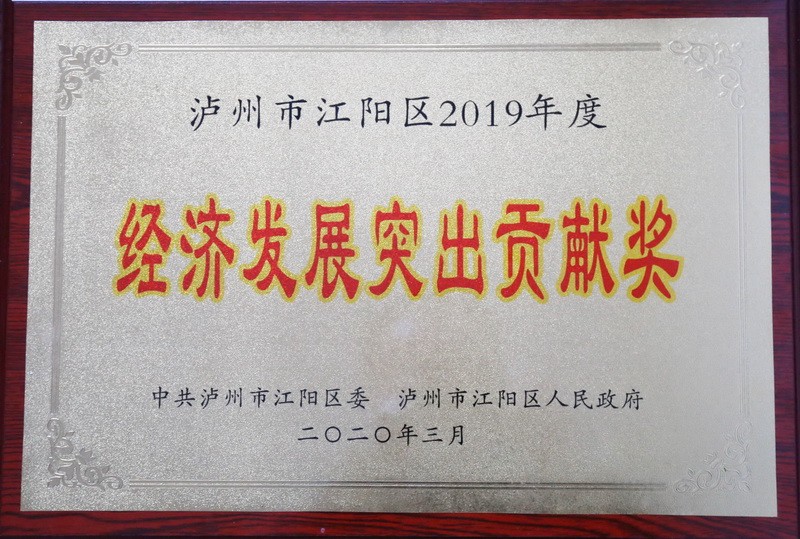 泸州市江阳区2019年度
经济发展突出贡献奖
中共泸州市江阳区委 泸州市江阳区人民政府
二〇二〇年三月